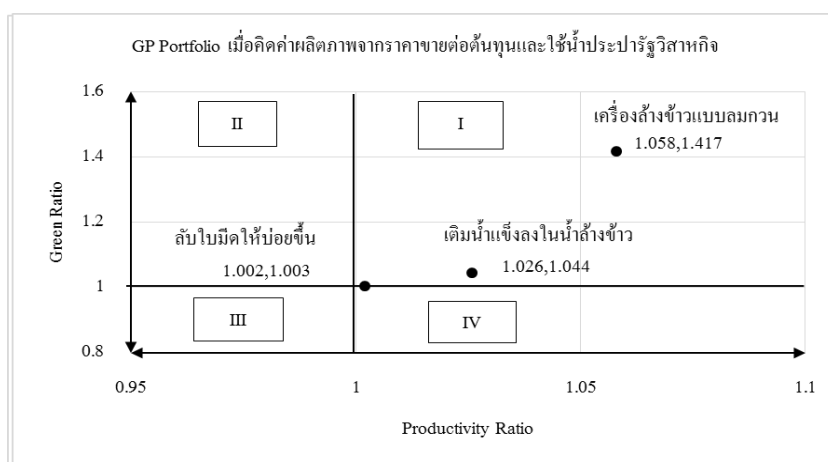 GP Portfolio เมื่อคิดค่าผลิตภาพจากราคาขายต่อต้นทุนและใช้น้ำประปารัฐวิสาหกิจ
1.6
II
I
เครื่องล้างข้าวแบบลมกวน
1.058,1.417
1.4
Green Ratio
1.2
ลับใบมีดให้บ่อยขึ้น
1.002,1.003
เติมน้ำแข็งลงในน้ำล้างข้าว
1.026,1.044
1
III
IV
0.8
0.95
1
1.05
1.1
Productivity Ratio